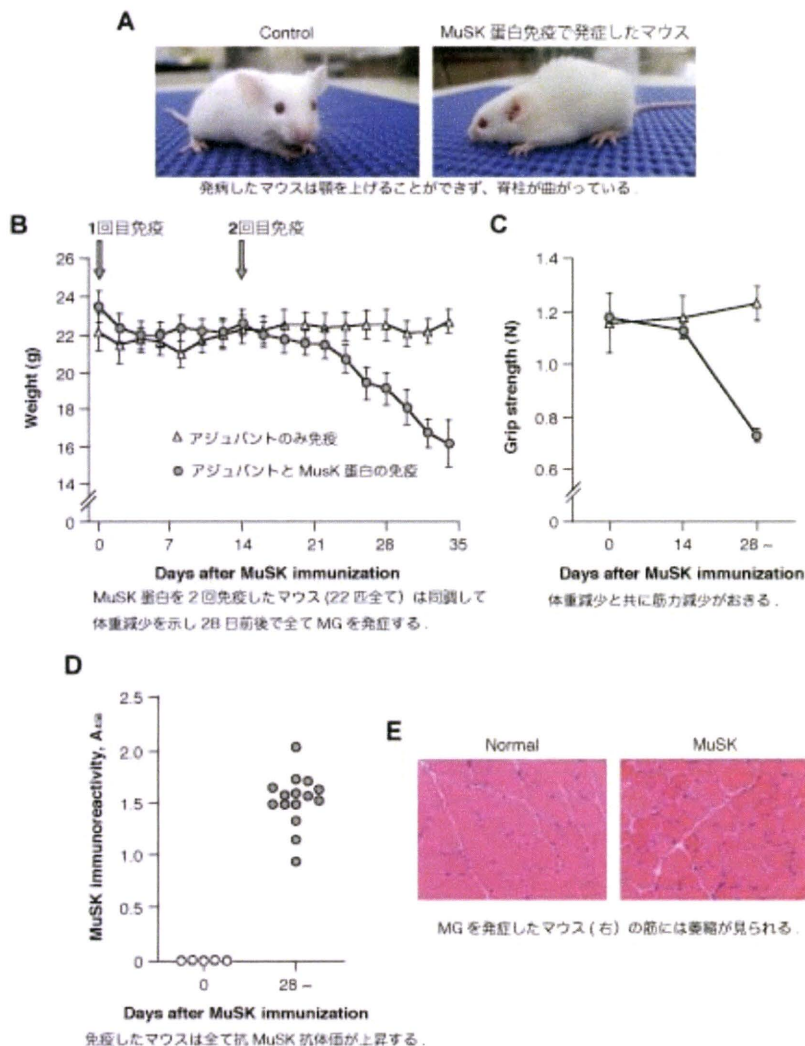 A
Control
MuSK 蛋白免疫で発症したマウス
発病したマウスは顎を上げることができず、脊柱が曲がっている.
B
1回目免疫
2回目免疫
26
24
22
20
18
16
14
0
Weight (g)
アジュバントのみ免疫
アジュバントと MusK 蛋白の免疫
0 7 14 21 28 35
Days after MuSK immunization
MuSK 蛋白を2回免疫したマウス(22 匹全て) は同調して
体重減少を示し 28 日前後で全て MG を発症する.
C
1.4
1.2
1.0
0.8
0.6
0
Grip strength (N)
0 14 28 ~
Days after MuSK immunization
体重減少と共に筋力減少がおきる.
D
2.5
2.0
1.5
1.0
0.5
0
MuSK immunoreactivity, A
0 28 ~
Days after MuSK immunization
免疫したマウスは全て抗 MuSK 抗体価が上昇する.
E
Normal
MuSK
MG を発症したマウス(右) の筋には萎縮が見られる.